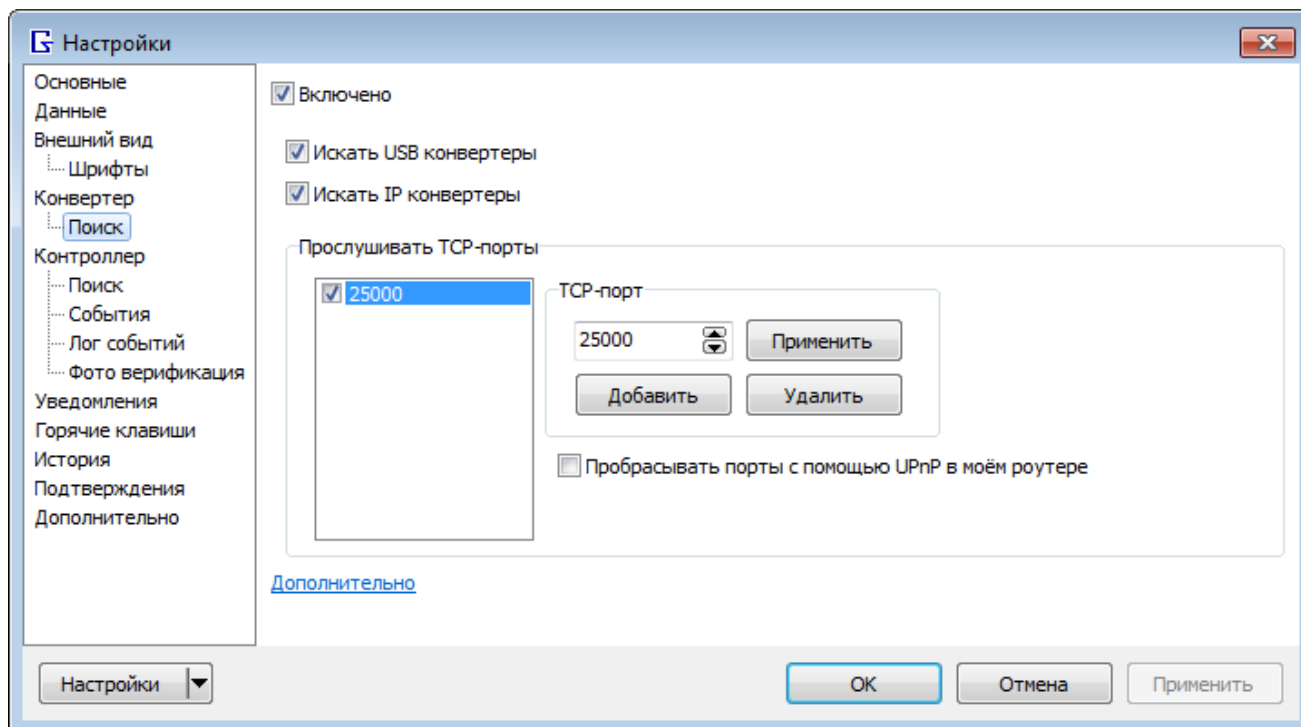 Настройки
Основные
Данные
Внешний вид
Шрифты
Конвертер
Поиск
Контроллер
Поиск
События
Лог событий
Фото верификация
Уведомления
Горячие клавиши
История
Подтверждения
Дополнительно
Включено
Искать USB конвертеры
Искать IP конвертеры
Прослушивать TCP-порты
25000
TCP-порт
25000
Применить
Добавить
Удалить
Пробрасывать порты с помощью UPnP в моём роутере
Дополнительно
Настройки
OK
Отмена
Применить